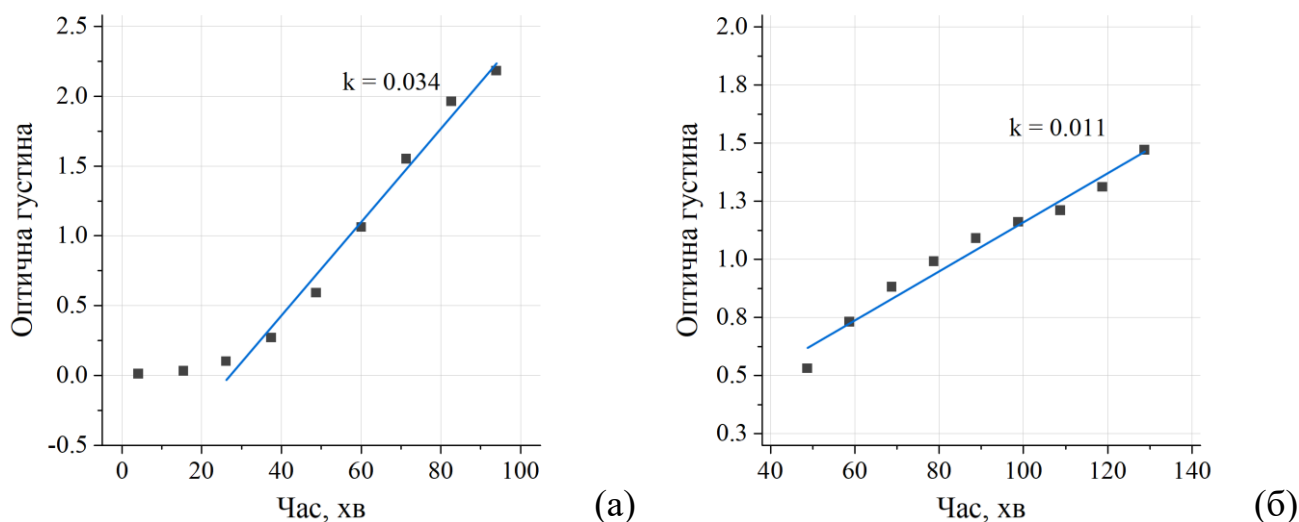 2.5
2.0
1.5
1.0
0.5
0.0
-0.5
k = 0.034
Оптична густина
0 20 40 60 80 100
Час, хв
(а)
2.0
1.8
1.5
1.3
1.0
0.8
0.5
0.3
k = 0.011
Оптична густина
40 60 80 100 120 140
Час, хв
(б)